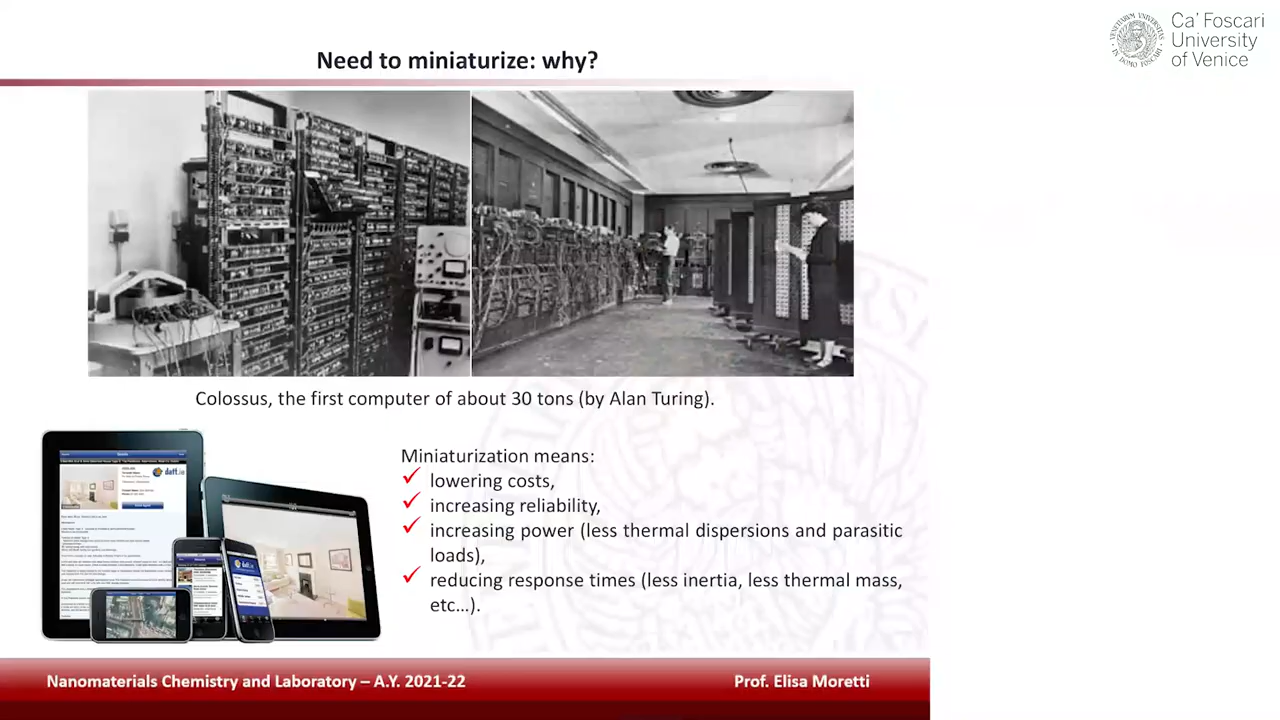 Ca' Foscari
University
of Venice
Need to miniaturize: why?
Colossus, the first computer of about 30 tons (by Alan Turing).
daft.ie
Miniaturization means:
lowering costs,
increasing reliability,
increasing power (less thermal dispersions and parasitic
loads),
reducing response times (less inertia, less thermal mass,
etc…).
Nanomaterials Chemistry and Laboratory – A.Y. 2021-22
Prof. Elisa Moretti